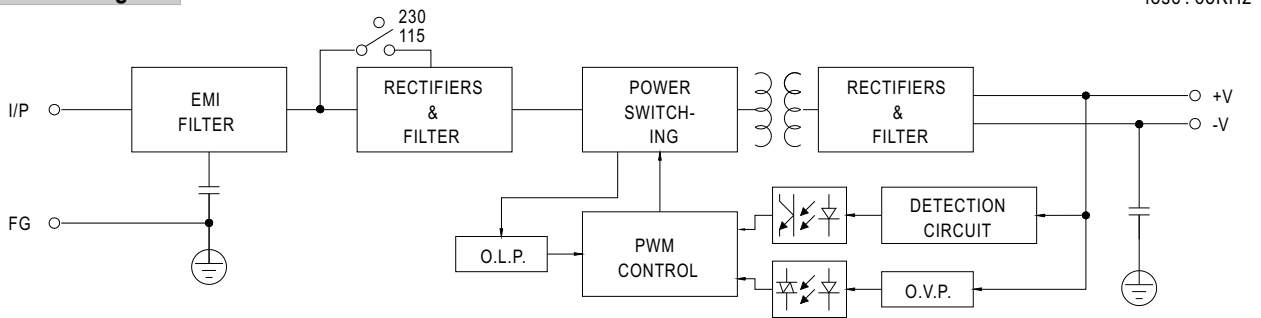 230
115
I/P
EMI
FILTER
RECTIFIERS
&
FILTER
POWER
SWITCH-
ING
RECTIFIERS
&
FILTER
+V
-V
FG
O.L.P.
PWM
CONTROL
DETECTION
CIRCUIT
O.V.P.